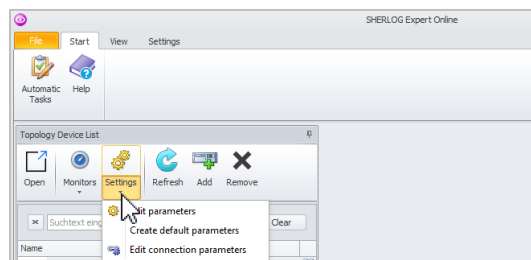 SHERLOG Expert Online
File Start View Settings
Automatic Tasks
Help
Topology Device List
Open Monitors Settings Refresh Add Remove
parameters
Suchtext eing Clear
Create default parameters
Name Edit connection parameters